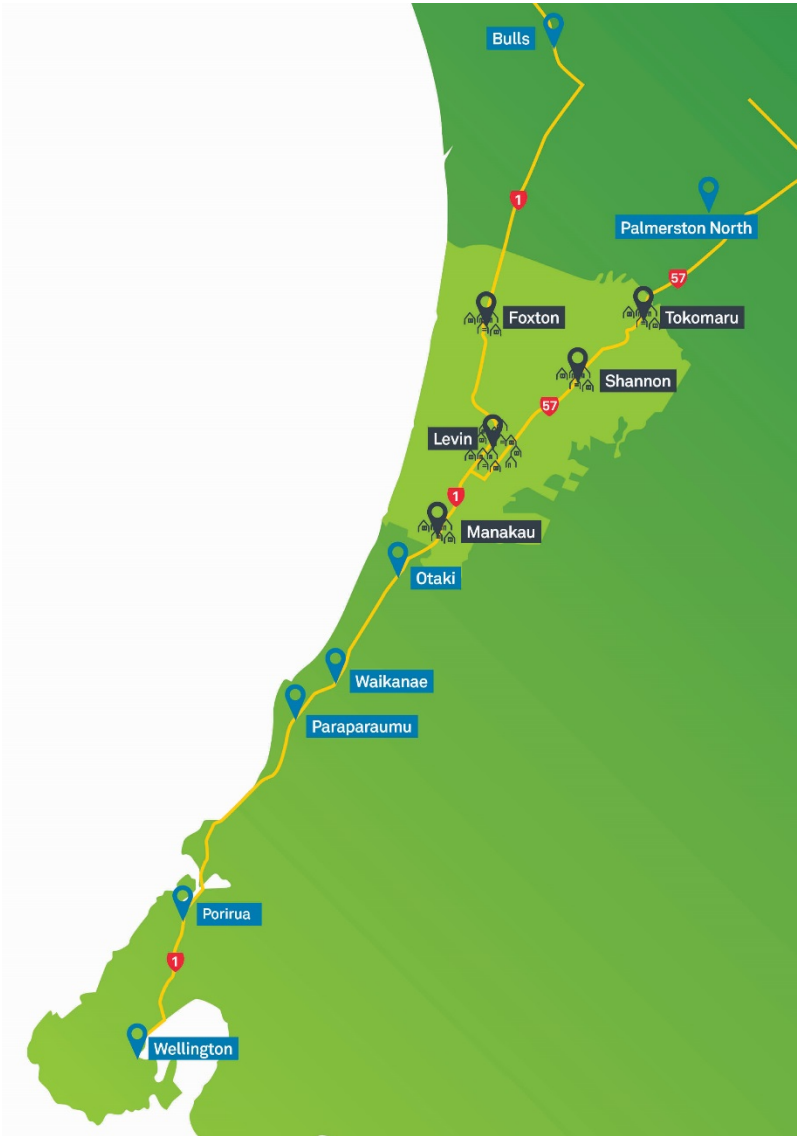 Bulls
1
Palmerston North
57
Foxton
Tokomaru
Shannon
57
Levin
1
Manakau
Otaki
Waikanae
Paraparaumu
Porirua
1
Wellington